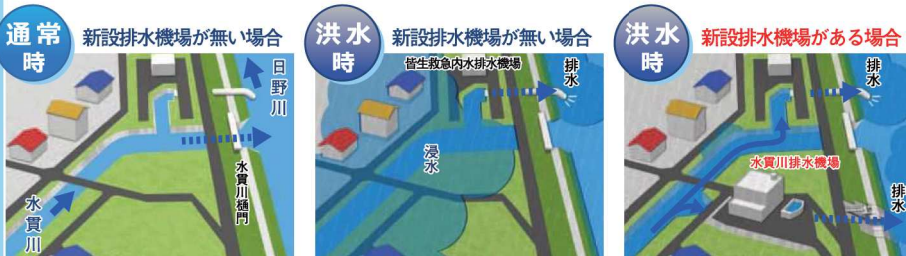 通常時
新設排水機場が無い場合
日野川
水貫川樋門
水貫川
洪水時
新設排水機場が無い場合
皆生救急内水排水機場
排水
浸水
洪水時
新設排水機場がある場合
排水
水貫川排水機場
排水